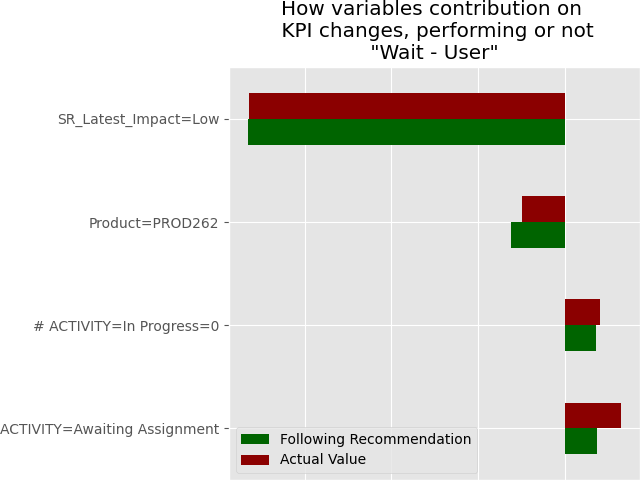 How variables contribution on
KPI changes, performing or not
"Wait - User"
SR_Latest_Impact=Low
Product=PROD262
# ACTIVITY=In Progress=0
ACTIVITY=Awaiting Assignment
Following Recommendation
Actual Value